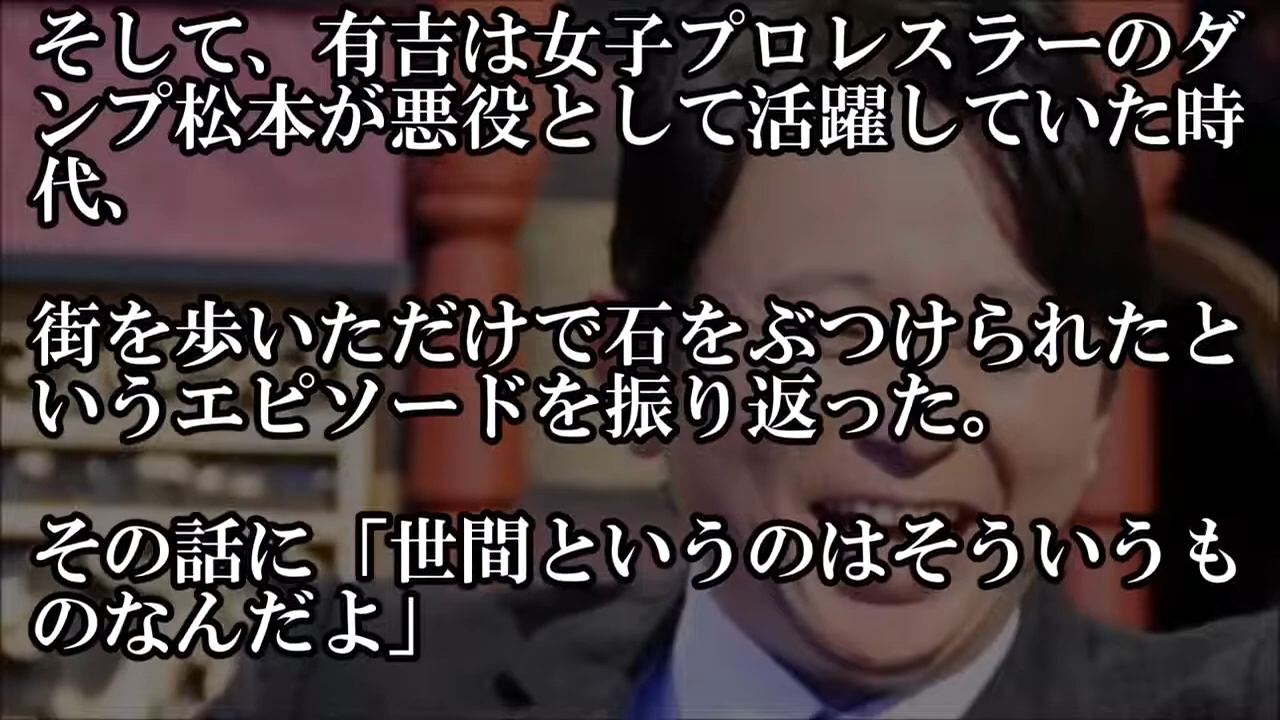 そして、有吉は女子プロレスラーのダ
ンプ松本が悪役として活躍していた時
代、
街を歩いただけで石をぶつけられたと
いうエピソードを振り返った。
その話に「世間というのはそういうも
のなんだよ」